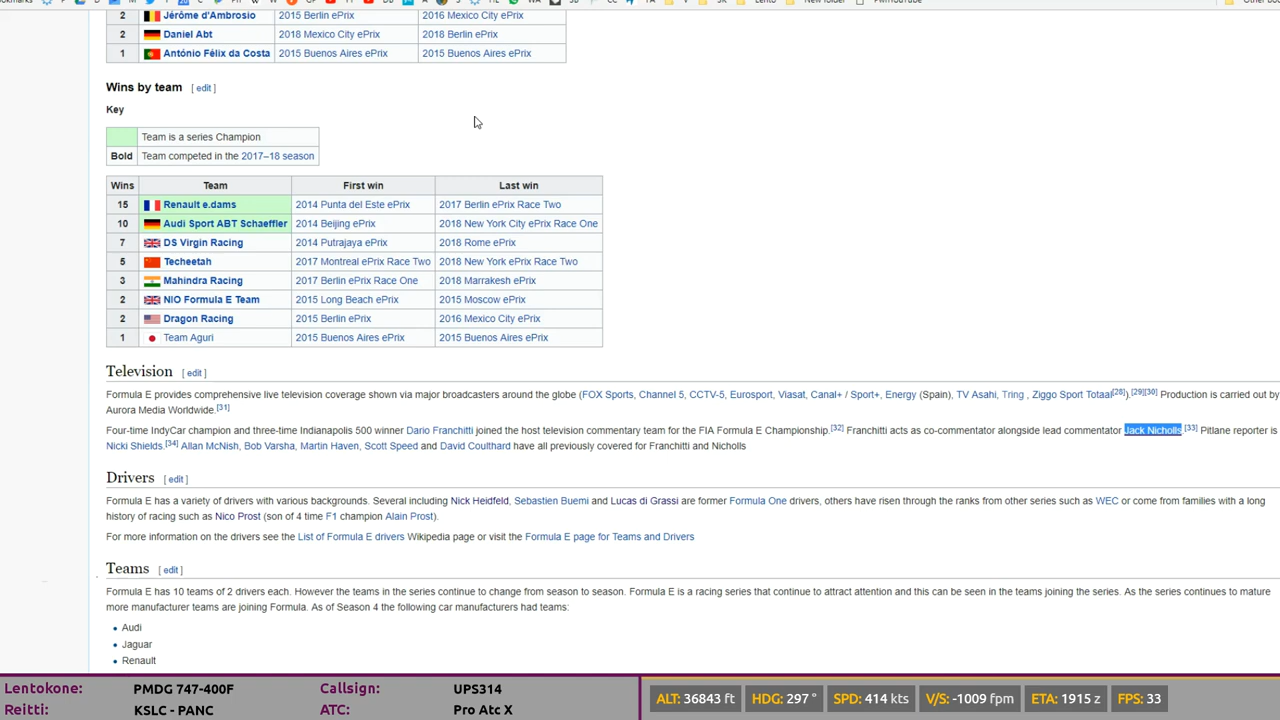 2 Jérôme d'Ambrosio 2015 Berlin ePrix 2016 Mexico City ePrix
2 Daniel Abt 2018 Mexico City ePrix 2018 Berlin ePrix
1 António Félix da Costa 2015 Buenos Aires ePrix 2015 Buenos Aires ePrix
Wins by team [ edit ]
Key
Team is a series Champion
Bold Team competed in the 2017–18 season
Wins Team First win Last win
15 Renault e.dams 2014 Punta del Este ePrix 2017 Berlin ePrix Race Two
10 Audi Sport ABT Schaeffler 2014 Beijing ePrix 2018 New York City ePrix Race One
7 DS Virgin Racing 2014 Putrajaya ePrix 2018 Rome ePrix
5 Techeetah 2017 Montreal ePrix Race Two 2018 New York ePrix Race Two
3 Mahindra Racing 2017 Berlin ePrix Race One 2018 Marrakesh ePrix
2 NIO Formula E Team 2015 Long Beach ePrix 2015 Moscow ePrix
2 Dragon Racing 2015 Berlin ePrix 2016 Mexico City ePrix
1 Team Aguri 2015 Buenos Aires ePrix 2015 Buenos Aires ePrix
Television [ edit ]
Formula E provides comprehensive live television coverage shown via major broadcasters around the globe (FOX Sports, Channel 5, CCTV-5, Eurosport, Viasat, Canal+ / Sport+, Energy (Spain), TV Asahi, Tring , Ziggo Sport Totaal[28]).[29][30] Production is carried out by
Aurora Media Worldwide.[31]
Four-time IndyCar champion and three-time Indianapolis 500 winner Dario Franchitti joined the host television commentary team for the FIA Formula E Championship.[32] Franchitti acts as co-commentator alongside lead commentator Jack Nicholls.[33] Pitlane reporter is
Nicki Shields.[34] Allan McNish, Bob Varsha, Martin Haven, Scott Speed and David Coulthard have all previously covered for Franchitti and Nicholls
Drivers [ edit ]
Formula E has a variety of drivers with various backgrounds. Several including Nick Heidfeld, Sebastien Buemi and Lucas di Grassi are former Formula One drivers, others have risen through the ranks from other series such as WEC or come from families with a long
history of racing such as Nico Prost (son of 4 time F1 champion Alain Prost).
For more information on the drivers see the List of Formula E drivers Wikipedia page or visit the Formula E page for Teams and Drivers
Teams [ edit ]
Formula E has 10 teams of 2 drivers each. However the teams in the series continue to change from season to season. Formula E is a racing series that continue to attract attention and this can be seen in the teams joining the series. As the series continues to mature
more manufacturer teams are joining Formula. As of Season 4 the following car manufacturers had teams:
• Audi
• Jaguar
• Renault
Lentokone: PMDG 747-400F Callsign: UPS314
Reitti: KSLC - PANC ATC: Pro Atc X
ALT: 36843 ft HDG: 297 ° SPD: 414 kts V/S: -1009 fpm ETA: 1915 z FPS: 33